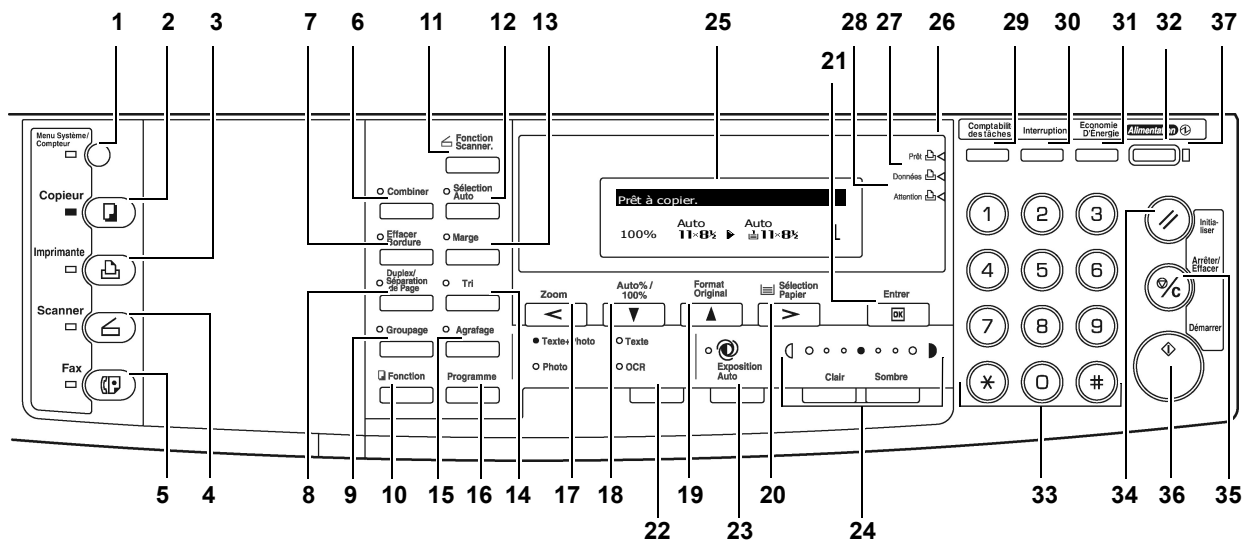 1 2 3 6 7 11 12 13 25 28 27 26 29 30 31 32 37
21
Menu Système/
Compteur
Copieur
Imprimante
Scanner
Fax
Fonction
Scanner.
Combiner
Sélection
Auto
Effacer
Bordure
Marge
Duplex/
Séparation
de Page
Tri
Groupage
Agrafage
Fonction
Programme
Prêt à copier.
100%
Auto
11×8½
Auto
11×8½
Prêt
Données
Attention
Zoom
Auto% /
100%
Format
Original
Sélection
Papier
Entrer
< ▼ ▲ > OK
Texte+Photo
Texte
Photo
OCR
Exposition
Auto
Clair
Sombre
Comptabilit
des tâches
Interruption
Economie
D'Énergie
Alimentation
1 2 3
4 5 6
7 8 9
* 0 #
Initia-
liser
Arrêter/
Effacer
C
Démarrer
5 4 8 9 10 15 16 14 17 18 19 20 33 34 36 35
22 23 24